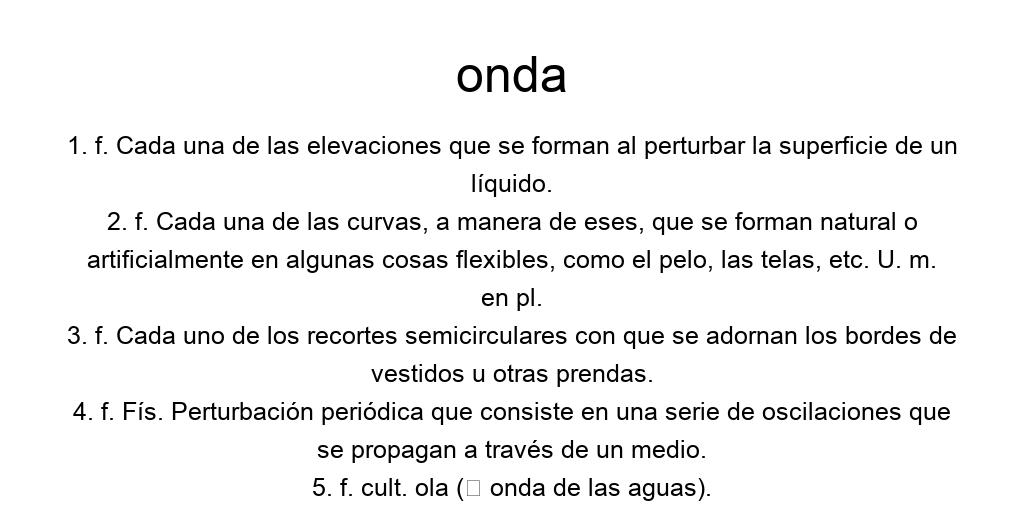 onda
1. f. Cada una de las elevaciones que se forman al perturbar la superficie de un
líquido.
2. f. Cada una de las curvas, a manera de eses, que se forman natural o
artificialmente en algunas cosas flexibles, como el pelo, las telas, etc. U. m.
en pl.
3. f. Cada uno de los recortes semicirculares con que se adornan los bordes de
vestidos u otras prendas.
4. f. Fís. Perturbación periódica que consiste en una serie de oscilaciones que
se propagan a través de un medio.
5. f. cult. ola (▯ onda de las aguas).